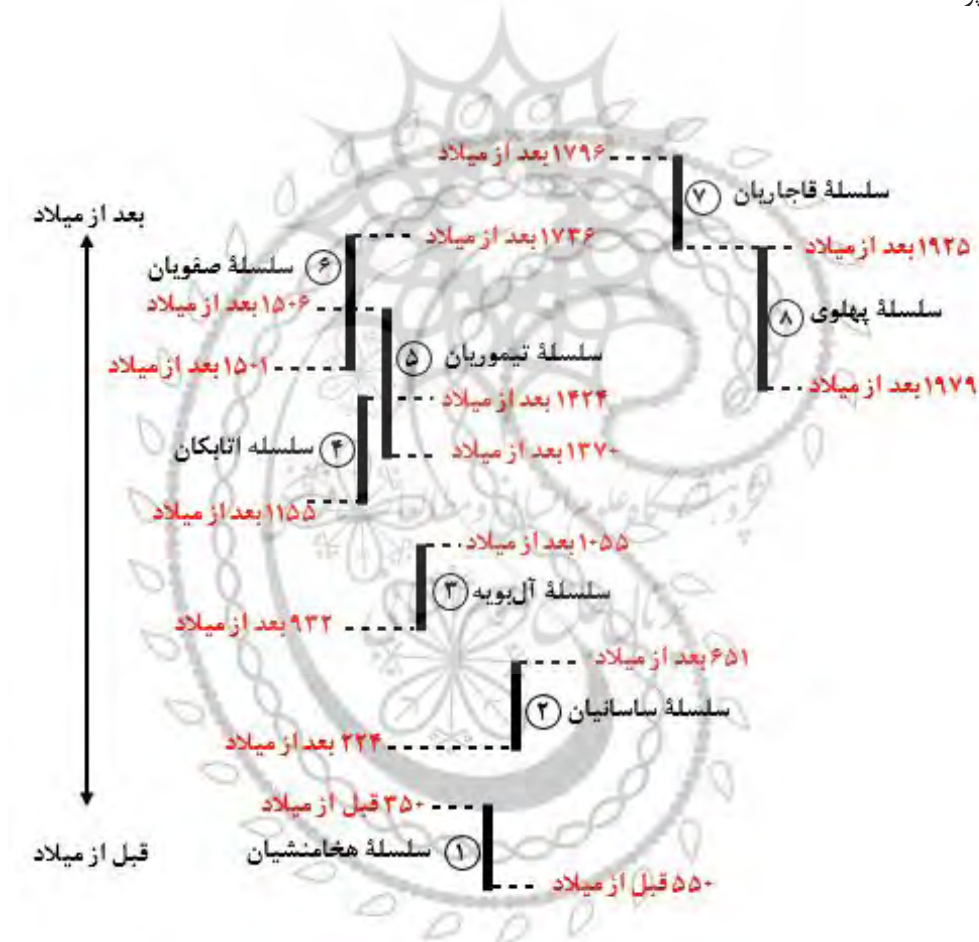 ۱۷۹۶ بعد از میلاد
سلسلهٔ قاجاریان ۷
بعد از میلاد
۱۷۳۶ بعد از میلاد
۱۹۲۵ بعد از میلاد
سلسلهٔ صفویان ۶
۱۵۰۶ بعد از میلاد
سلسلهٔ پهلوی ۸
سلسلهٔ تیموریان ۵
۱۵۰۱ بعد از میلاد
۱۹۷۹ بعد از میلاد
۱۴۲۴ بعد از میلاد
سلسله اتابکان ۴
۱۳۷۰ بعد از میلاد
۱۱۵۵ بعد از میلاد
۱۰۵۵ بعد از میلاد
سلسلهٔ آل‌بویه ۳
۹۳۲ بعد از میلاد
۶۵۱ بعد از میلاد
سلسلهٔ ساسانیان ۲
۲۲۴ بعد از میلاد
۳۵۰ قبل از میلاد
سلسلهٔ هخامنشیان ۱
قبل از میلاد
۵۵۰ قبل از میلاد